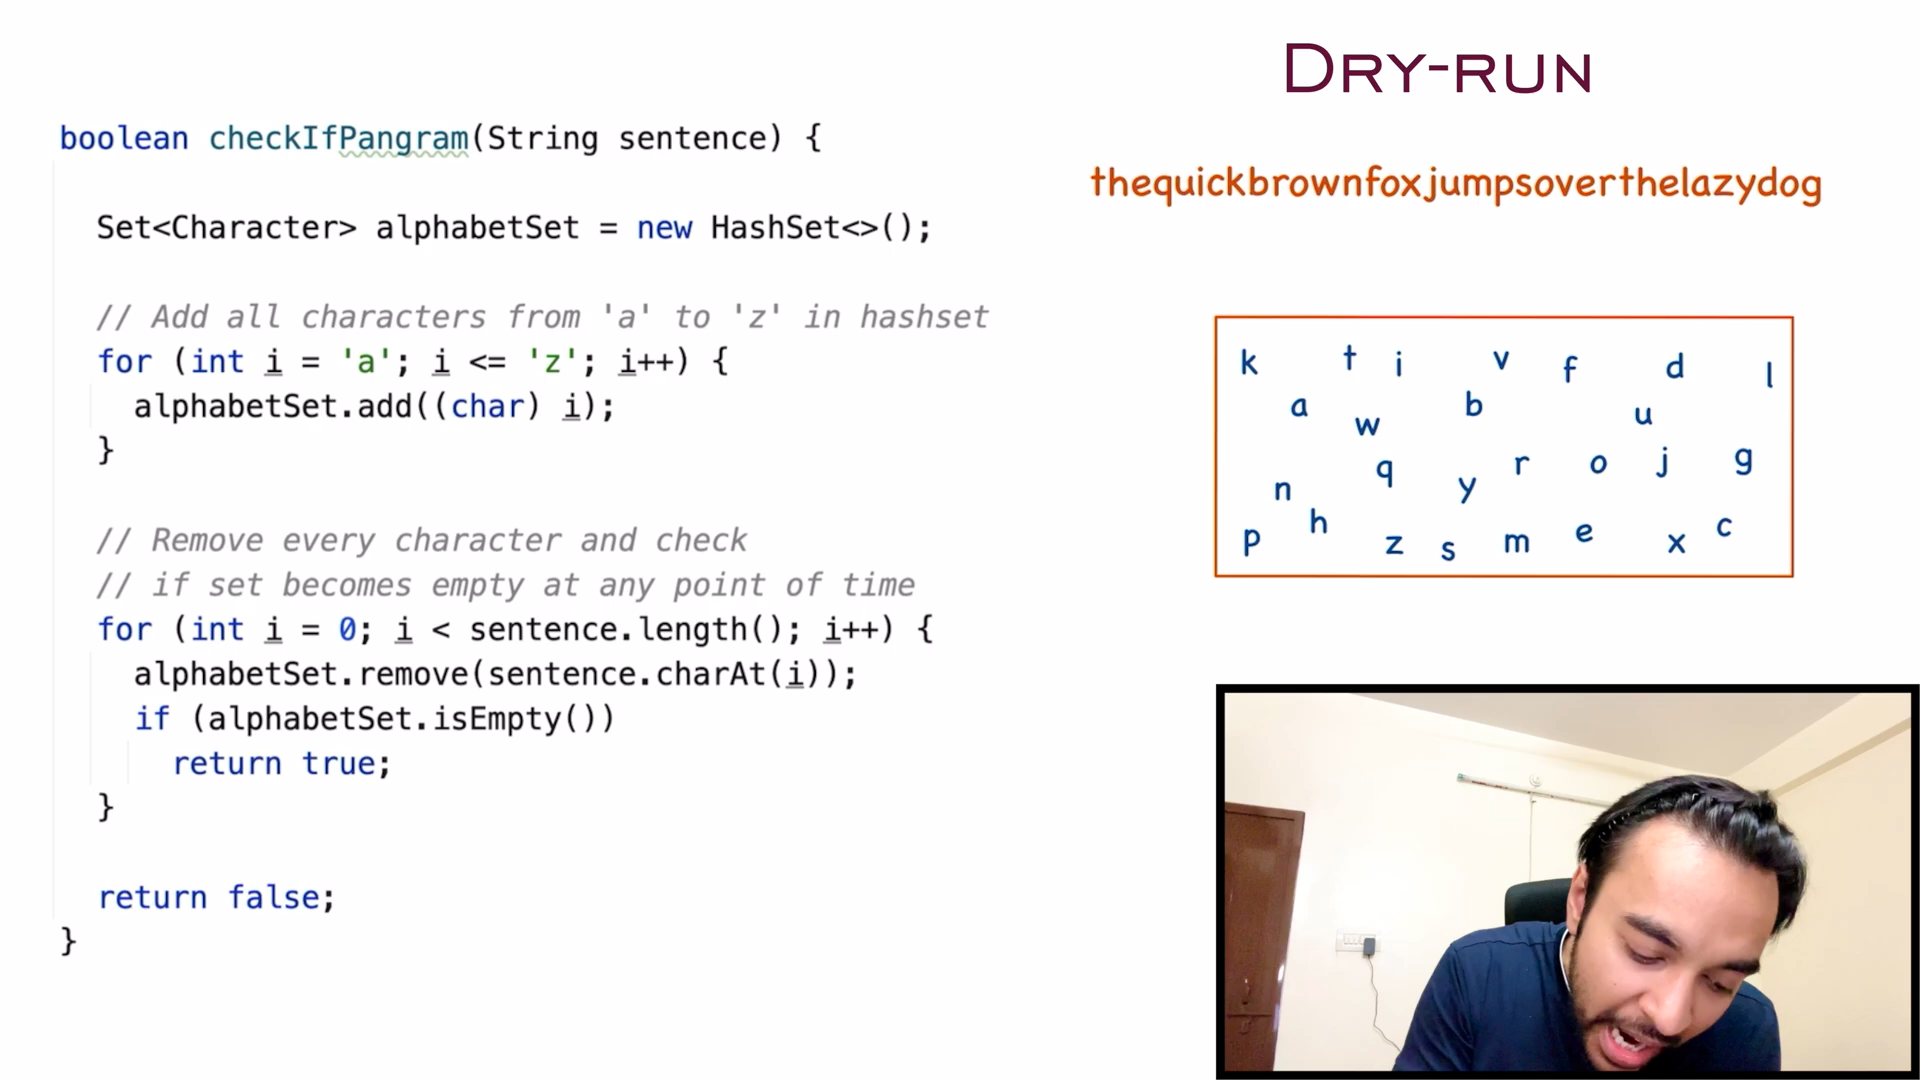 DRY-RUN
boolean checkIfPangram(String sentence) {
Set<Character> alphabetSet = new HashSet<>();
// Add all characters from 'a' to 'z' in hashset
for (int i = 'a'; i <= 'z'; i++) {
alphabetSet.add((char) i);
}
// Remove every character and check
// if set becomes empty at any point of time
for (int i = 0; i < sentence.length(); i++) {
alphabetSet.remove(sentence.charAt(i));
if (alphabetSet.isEmpty())
return true;
}
return false;
}
thequickbrownfoxjumpsoverthelazydog
k t i v f d l
a w b u
n q y r o j g
p h z s m e x c